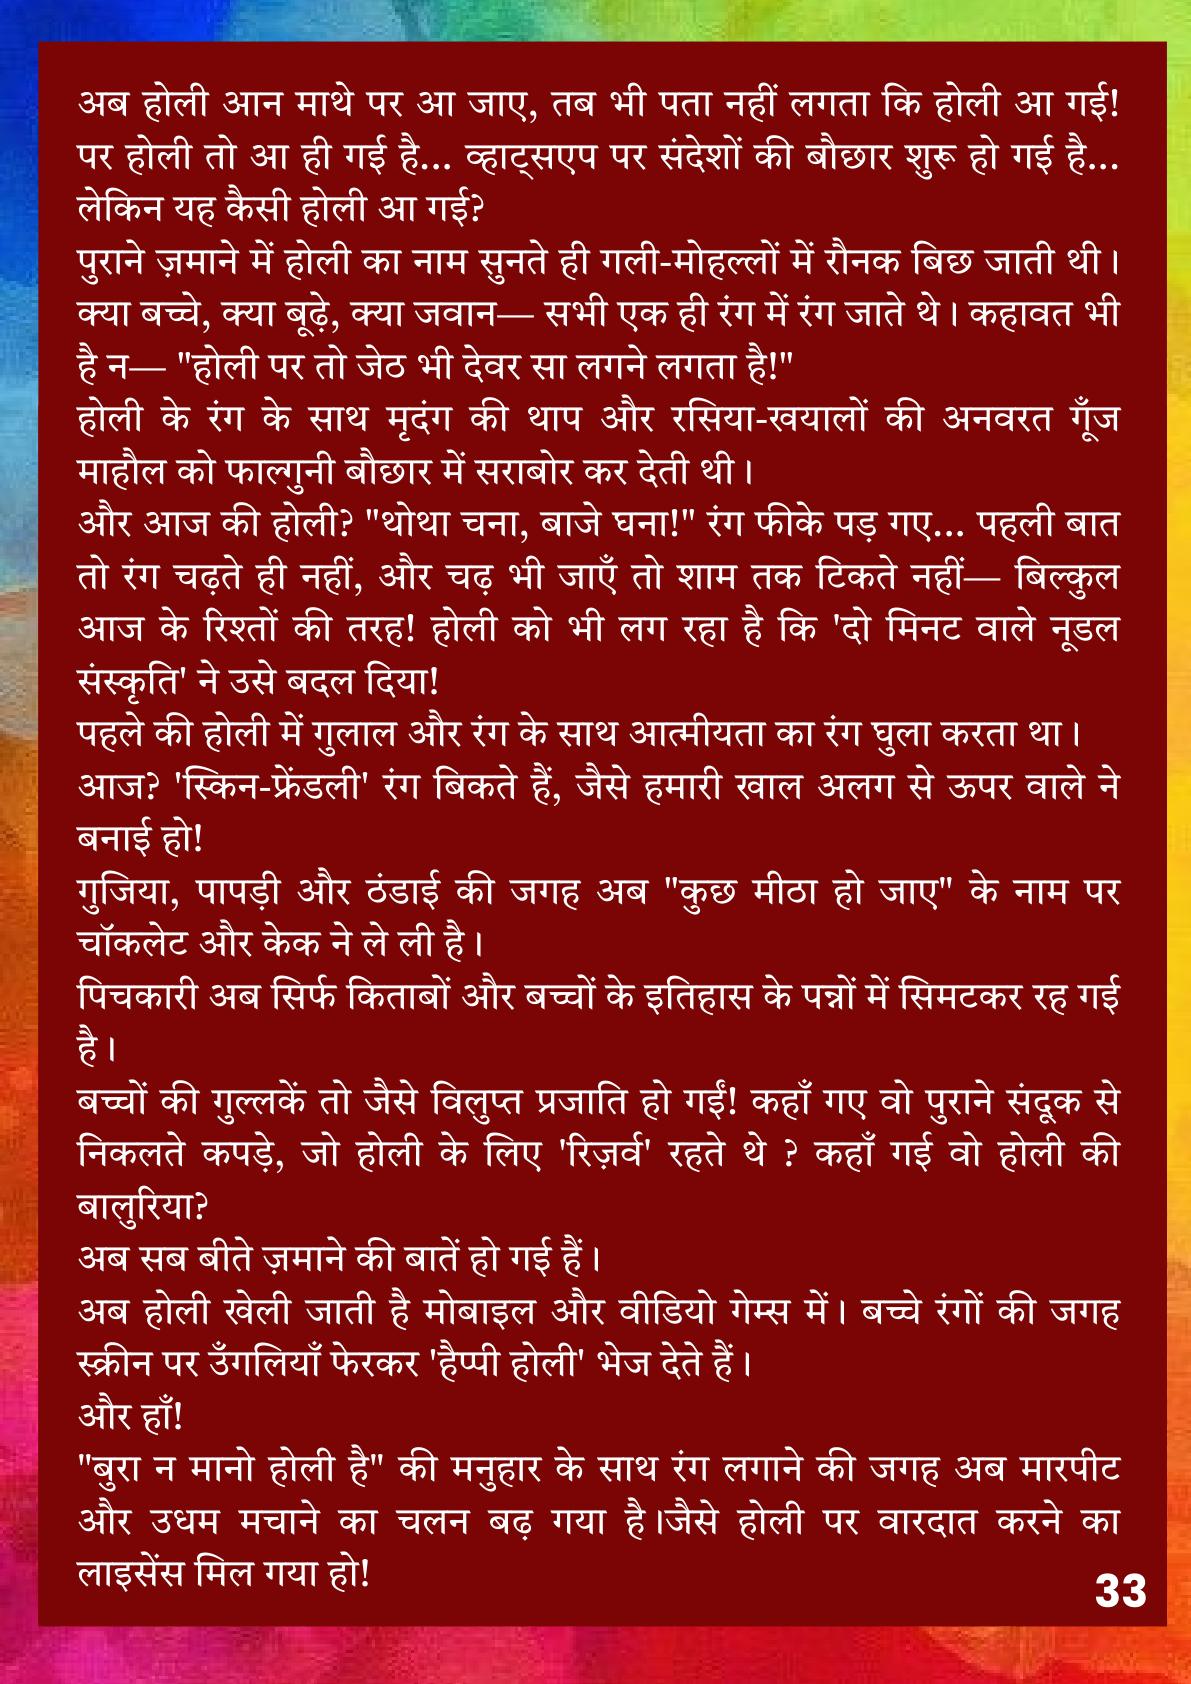 अब होली आन माथे पर आ जाए, तब भी पता नहीं लगता कि होली आ गई!
पर होली तो आ ही गई है... व्हाट्सएप पर संदेशों की बौछार शुरू हो गई है...
लेकिन यह कैसी होली आ गई?
पुराने ज़माने में होली का नाम सुनते ही गली-मोहल्लों में रौनक बिछ जाती थी।
क्या बच्चे, क्या बूढ़े, क्या जवान— सभी एक ही रंग में रंग जाते थे। कहावत भी
है न— "होली पर तो जेठ भी देवर सा लगने लगता है!"
होली के रंग के साथ मृदंग की थाप और रसिया-खयालों की अनवरत गूँज
माहौल को फाल्गुनी बौछार में सराबोर कर देती थी।
और आज की होली? "थोथा चना, बाजे घना!" रंग फीके पड़ गए... पहली बात
तो रंग चढ़ते ही नहीं, और चढ़ भी जाएँ तो शाम तक टिकते नहीं— बिल्कुल
आज के रिश्तों की तरह! होली को भी लग रहा है कि 'दो मिनट वाले नूडल
संस्कृति' ने उसे बदल दिया!
पहले की होली में गुलाल और रंग के साथ आत्मीयता का रंग घुला करता था।
आज? 'स्किन-फ्रेंडली' रंग बिकते हैं, जैसे हमारी खाल अलग से ऊपर वाले ने
बनाई हो!
गुजिया, पापड़ी और ठंडाई की जगह अब "कुछ मीठा हो जाए" के नाम पर
चॉकलेट और केक ने ले ली है।
पिचकारी अब सिर्फ किताबों और बच्चों के इतिहास के पन्नों में सिमटकर रह गई
है।
बच्चों की गुल्लकें तो जैसे विलुप्त प्रजाति हो गईं! कहाँ गए वो पुराने संदूक से
निकलते कपड़े, जो होली के लिए 'रिज़र्व' रहते थे ? कहाँ गई वो होली की
बालुरिया?
अब सब बीते ज़माने की बातें हो गई हैं।
अब होली खेली जाती है मोबाइल और वीडियो गेम्स में। बच्चे रंगों की जगह
स्क्रीन पर उँगलियाँ फेरकर 'हैप्पी होली' भेज देते हैं।
और हाँ!
"बुरा न मानो होली है" की मनुहार के साथ रंग लगाने की जगह अब मारपीट
और उधम मचाने का चलन बढ़ गया है।जैसे होली पर वारदात करने का
लाइसेंस मिल गया हो!
33